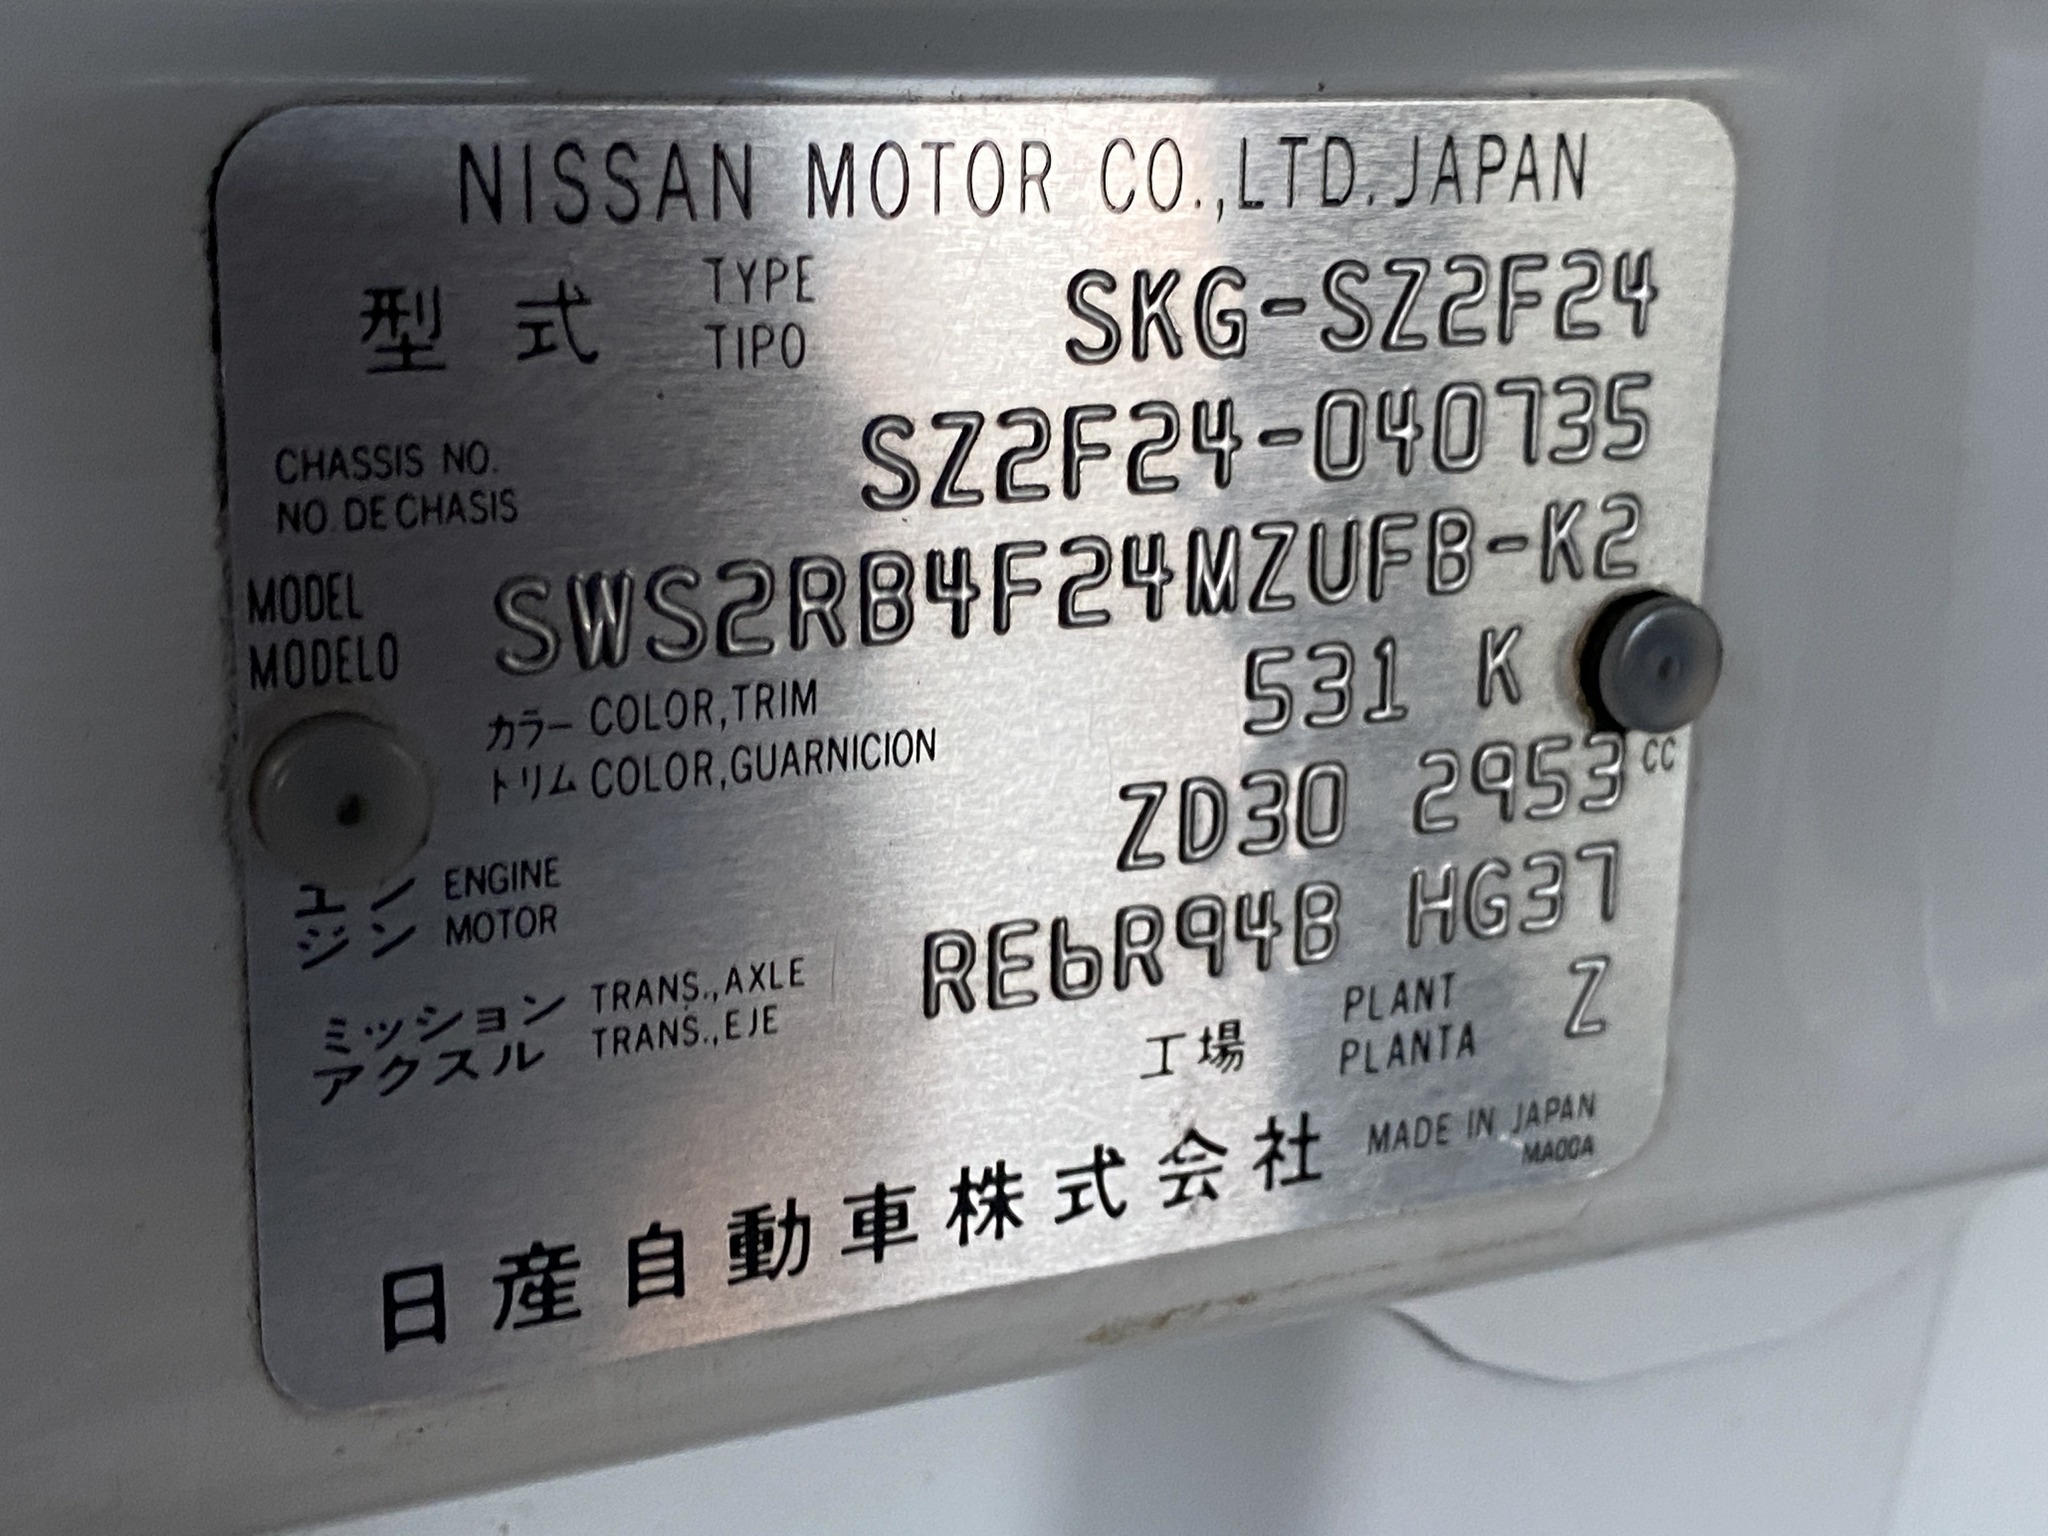 NISSAN MOTOR CO.,LTD.JAPAN
型式 TYPE SKG-SZ2F24
TIPO
CHASSIS NO. SZ2F24-040735
NO. DE CHASIS
MODEL SWS2RB4F24MZUFB-K2
MODELO
カラー COLOR,TRIM 531 K
トリム COLOR,GUARNICION
エン ENGINE ZD30 2953 CC
ジン MOTOR
ミッション TRANS.,AXLE RE6R94B HG37
アクスル TRANS.,EJE
工場 PLANT Z
PLANTA
日産自動車株式会社 MADE IN JAPAN
MA00A